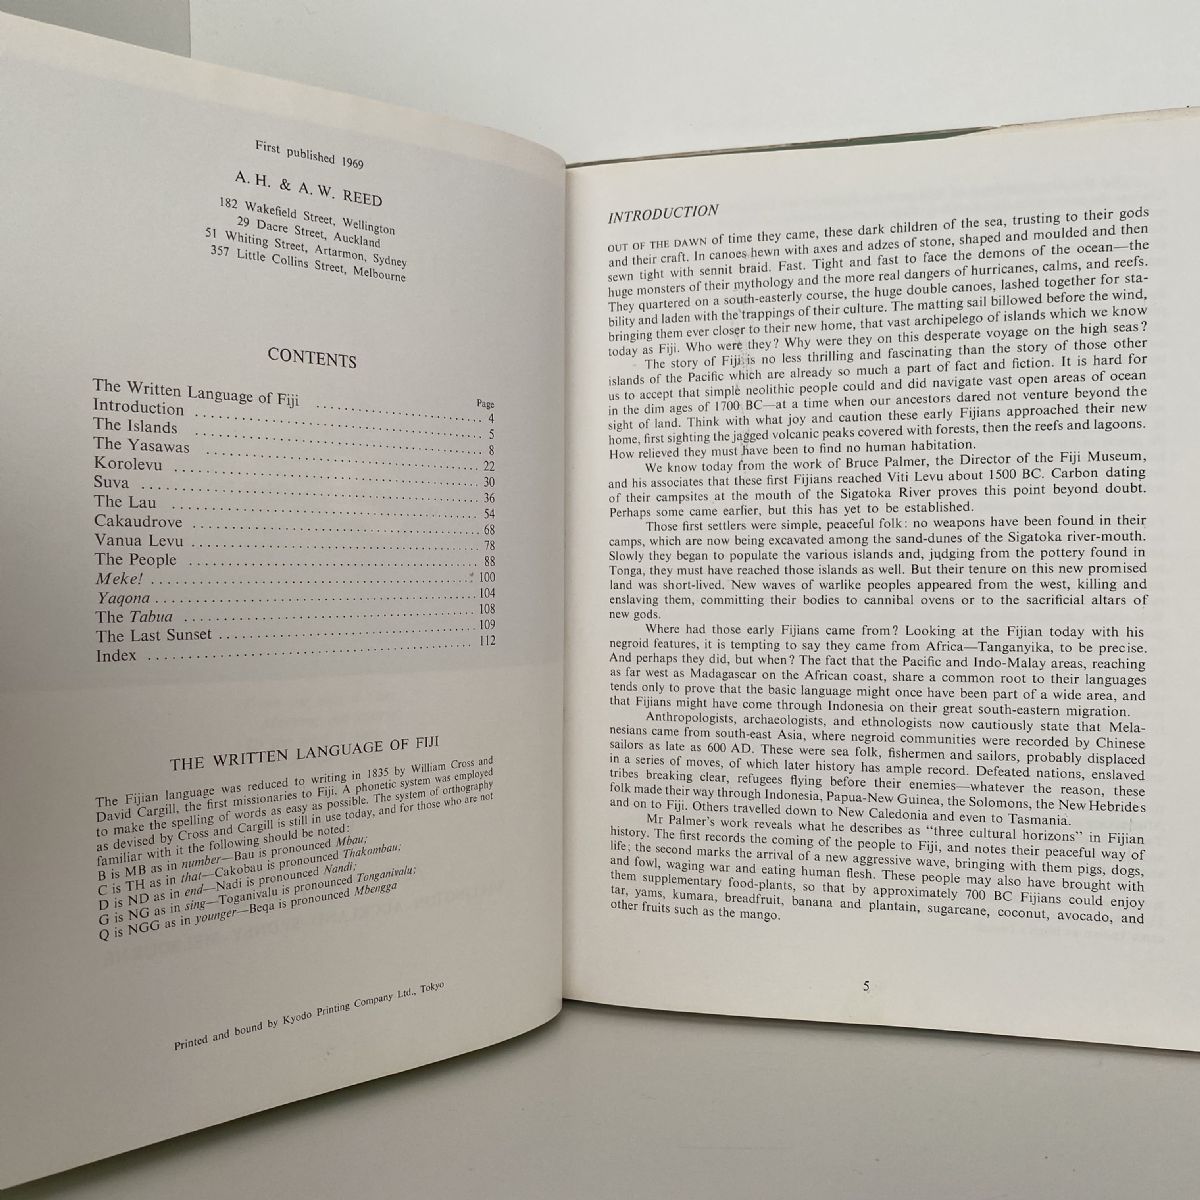 First published 1969
A. H. & A. W. REED
182 Wakefield Street, Wellington
29 Dacre Street, Auckland
51 Whiting Street, Artarmon, Sydney
357 Little Collins Street, Melbourne
CONTENTS
Page
The Written Language of Fiji .................... 4
Introduction .................... 5
The Islands .................... 8
The Yasawas .................... 22
Korolevu .................... 30
Suva .................... 36
The Lau .................... 54
Cakaudrove .................... 68
Vanua Levu .................... 78
The People .................... 88
Meke! .................... 100
Yaqona .................... 104
The Tabua .................... 108
The Last Sunset .................... 109
Index .................... 112
THE WRITTEN LANGUAGE OF FIJI
The Fijian language was reduced to writing in 1835 by William Cross and
David Cargill, the first missionaries to Fiji. A phonetic system was employed
to make the spelling of words as easy as possible. The system of orthography
as devised by Cross and Cargill is still in use today, and for those who are not
familiar with it the following should be noted:
B is MB as in number—Bau is pronounced Mbau;
C is TH as in that—Cakobau is pronounced Thakombau;
D is ND as in end—Nadi is pronounced Nandi;
G is NG as in sing—Toganivalu is pronounced Tonganivalu;
Q is NGG as in younger—Beqa is pronounced Mbengga
Printed and bound by Kyodo Printing Company Ltd., Tokyo
INTRODUCTION
OUT OF THE DAWN of time they came, these dark children of the sea, trusting to their gods
and their craft. In canoes hewn with axes and adzes of stone, shaped and moulded and then
sewn tight with sennit braid. Fast. Tight and fast to face the demons of the ocean—the
huge monsters of their mythology and the more real dangers of hurricanes, calms, and reefs.
They quartered on a south-easterly course, the huge double canoes, lashed together for sta-
bility and laden with the trappings of their culture. The matting sail billowed before the wind,
bringing them ever closer to their new home, that vast archipelego of islands which we know
today as Fiji. Who were they? Why were they on this desperate voyage on the high seas?
The story of Fiji is no less thrilling and fascinating than the story of those other
islands of the Pacific which are already so much a part of fact and fiction. It is hard for
us to accept that simple neolithic people could and did navigate vast open areas of ocean
in the dim ages of 1700 BC—at a time when our ancestors dared not venture beyond the
sight of land. Think with what joy and caution these early Fijians approached their new
home, first sighting the jagged volcanic peaks covered with forests, then the reefs and lagoons.
How relieved they must have been to find no human habitation.
We know today from the work of Bruce Palmer, the Director of the Fiji Museum,
and his associates that these first Fijians reached Viti Levu about 1500 BC. Carbon dating
of their campsites at the mouth of the Sigatoka River proves this point beyond doubt.
Perhaps some came earlier, but this has yet to be established.
Those first settlers were simple, peaceful folk: no weapons have been found in their
camps, which are now being excavated among the sand-dunes of the Sigatoka river-mouth.
Slowly they began to populate the various islands and, judging from the pottery found in
Tonga, they must have reached those islands as well. But their tenure on this new promised
land was short-lived. New waves of warlike peoples appeared from the west, killing and
enslaving them, committing their bodies to cannibal ovens or to the sacrificial altars of
new gods.
Where had those early Fijians come from? Looking at the Fijian today with his
negroid features, it is tempting to say they came from Africa—Tanganyika, to be precise.
And perhaps they did, but when? The fact that the Pacific and Indo-Malay areas, reaching
as far west as Madagascar on the African coast, share a common root to their languages
tends only to prove that the basic language might once have been part of a wide area, and
that Fijians might have come through Indonesia on their great south-eastern migration.
Anthropologists, archaeologists, and ethnologists now cautiously state that Mela-
nesians came from south-east Asia, where negroid communities were recorded by Chinese
sailors as late as 600 AD. These were sea folk, fishermen and sailors, probably displaced
in a series of moves, of which later history has ample record. Defeated nations, enslaved
tribes breaking clear, refugees flying before their enemies—whatever the reason, these
folk made their way through Indonesia, Papua-New Guinea, the Solomons, the New Hebrides
and on to Fiji. Others travelled down to New Caledonia and even to Tasmania.
Mr Palmer's work reveals what he describes as "three cultural horizons" in Fijian
history. The first records the coming of the people to Fiji, and notes their peaceful way of
life; the second marks the arrival of a new aggressive wave, bringing with them pigs, dogs,
and fowl, waging war and eating human flesh. These people may also have brought with
them supplementary food-plants, so that by approximately 700 BC Fijians could enjoy
tar, yams, kumara, breadfruit, banana and plantain, sugarcane, coconut, avocado, and
other fruits such as the mango.
5